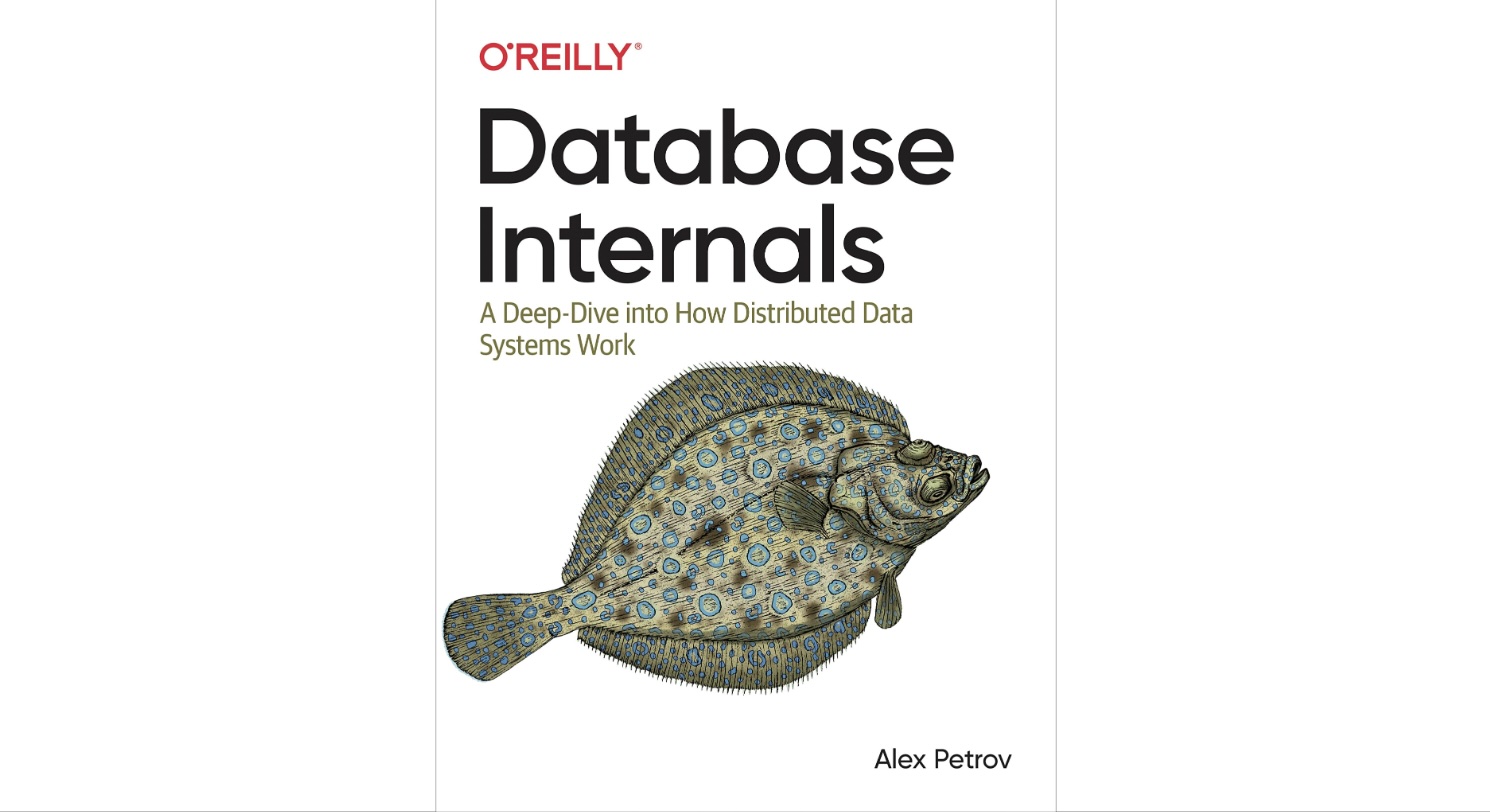 O'REILLY®
Database
Internals
A Deep-Dive into How Distributed Data
Systems Work
Alex Petrov